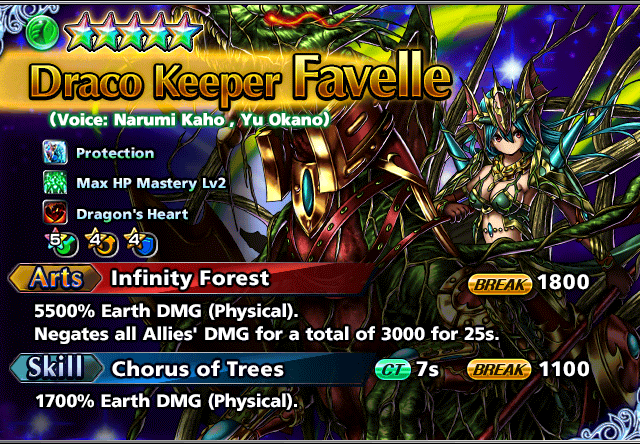 Draco Keeper Favelle
(Voice: Narumi Kaho , Yu Okano)
Protection
Max HP Mastery Lv2
Dragon's Heart
5 4 4
Arts Infinity Forest BREAK 1800
5500% Earth DMG (Physical).
Negates all Allies' DMG for a total of 3000 for 25s.
Skill Chorus of Trees CT 7s BREAK 1100
1700% Earth DMG (Physical).